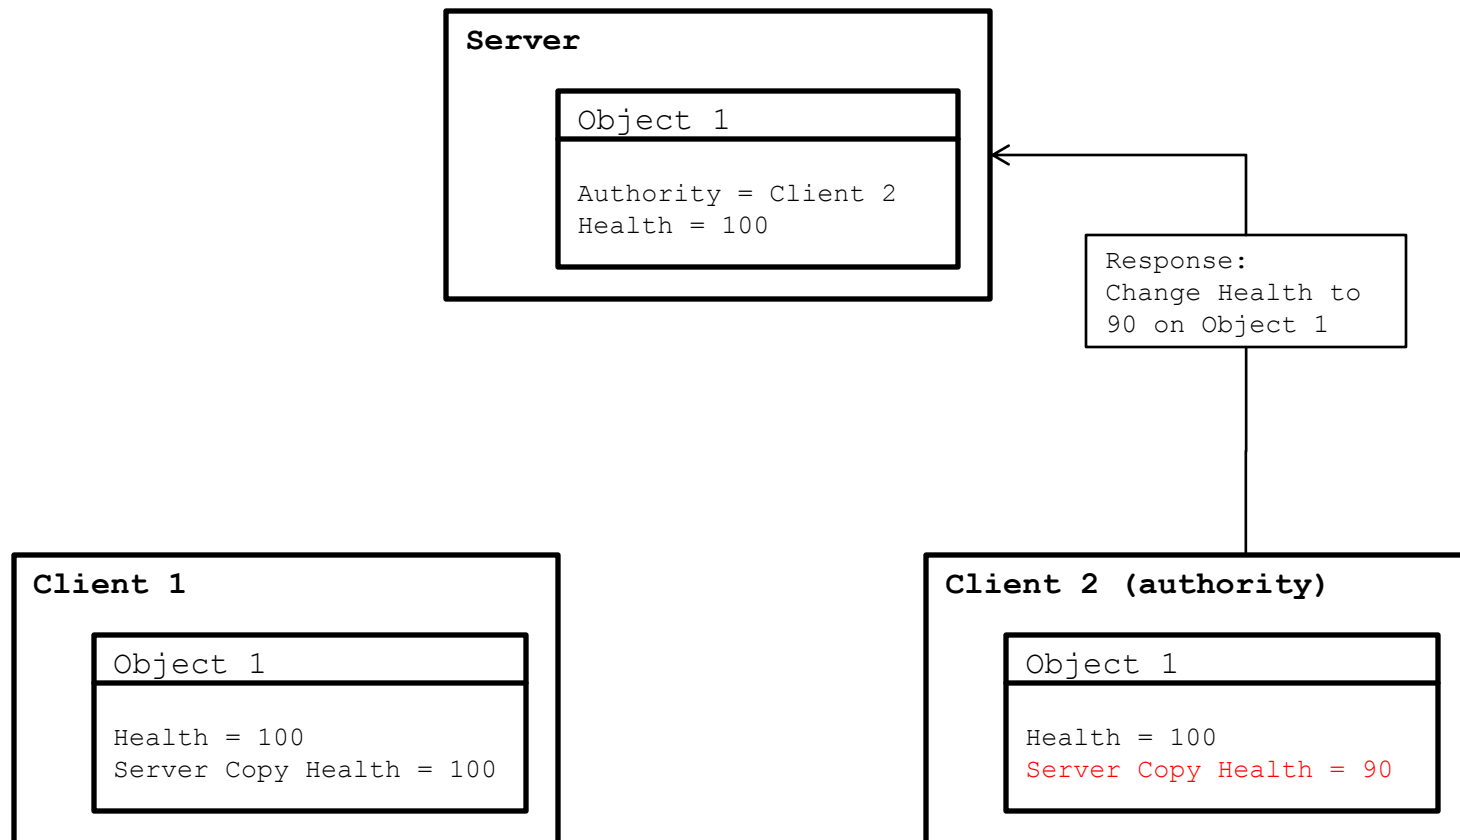 Server
Object 1
Authority = Client 2
Health = 100
Response:
Change Health to
90 on Object 1
Client 1
Object 1
Health = 100
Server Copy Health = 100
Client 2 (authority)
Object 1
Health = 100
Server Copy Health = 90